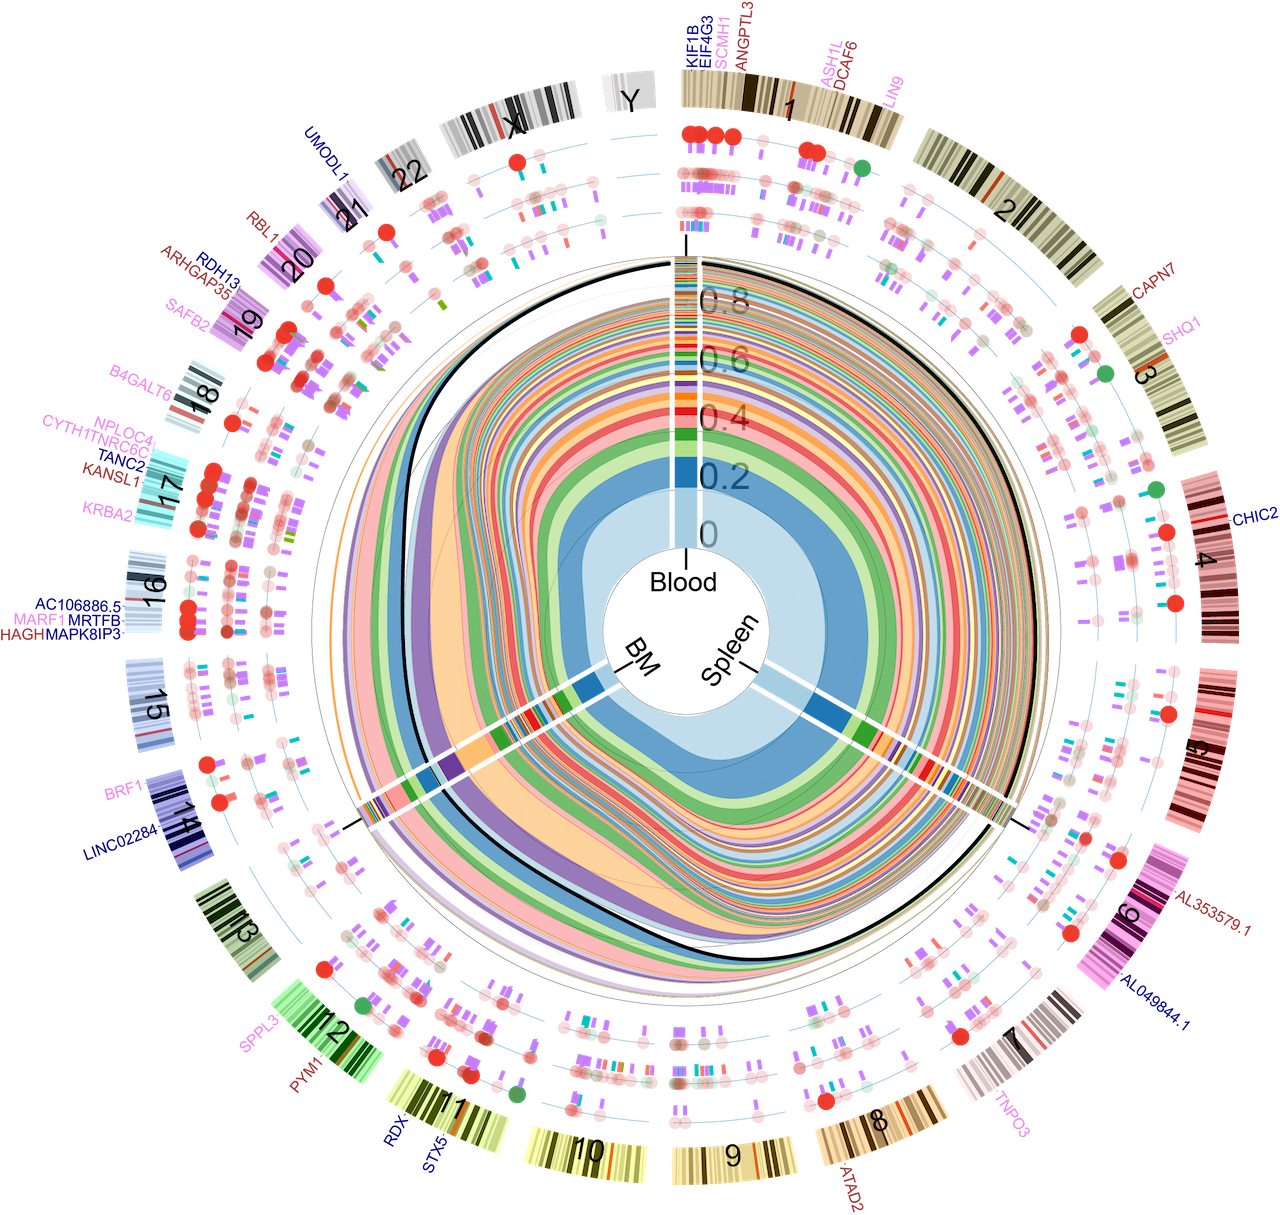 KIF1B
EIF4G3
SCMH1
ANGPTL3
ASH1L
DCAF6
LIN9
1
2
CAPN7
SHQ1
3
CHIC2
4
5
AL353579.1
6
AL049844.1
7
TNPO3
8
ATAD2
9
10
11
STX5
RDX
12
PYM1
SPPL3
13
14
LINC02284
BRF1
15
16
HAGH MAPK8IP3
MARF1 MRTFB
AC106886.5
17
KRBA2
KANSL1
TANC2
CYTH1 TNRC6C
NPLOC4
18
B4GALT6
19
SAFB2
ARHGAP35
RDH13
20
RBL1
21
UMODL1
22
X
Y
0.8
0.6
0.4
0.2
0
Blood
BM
Spleen